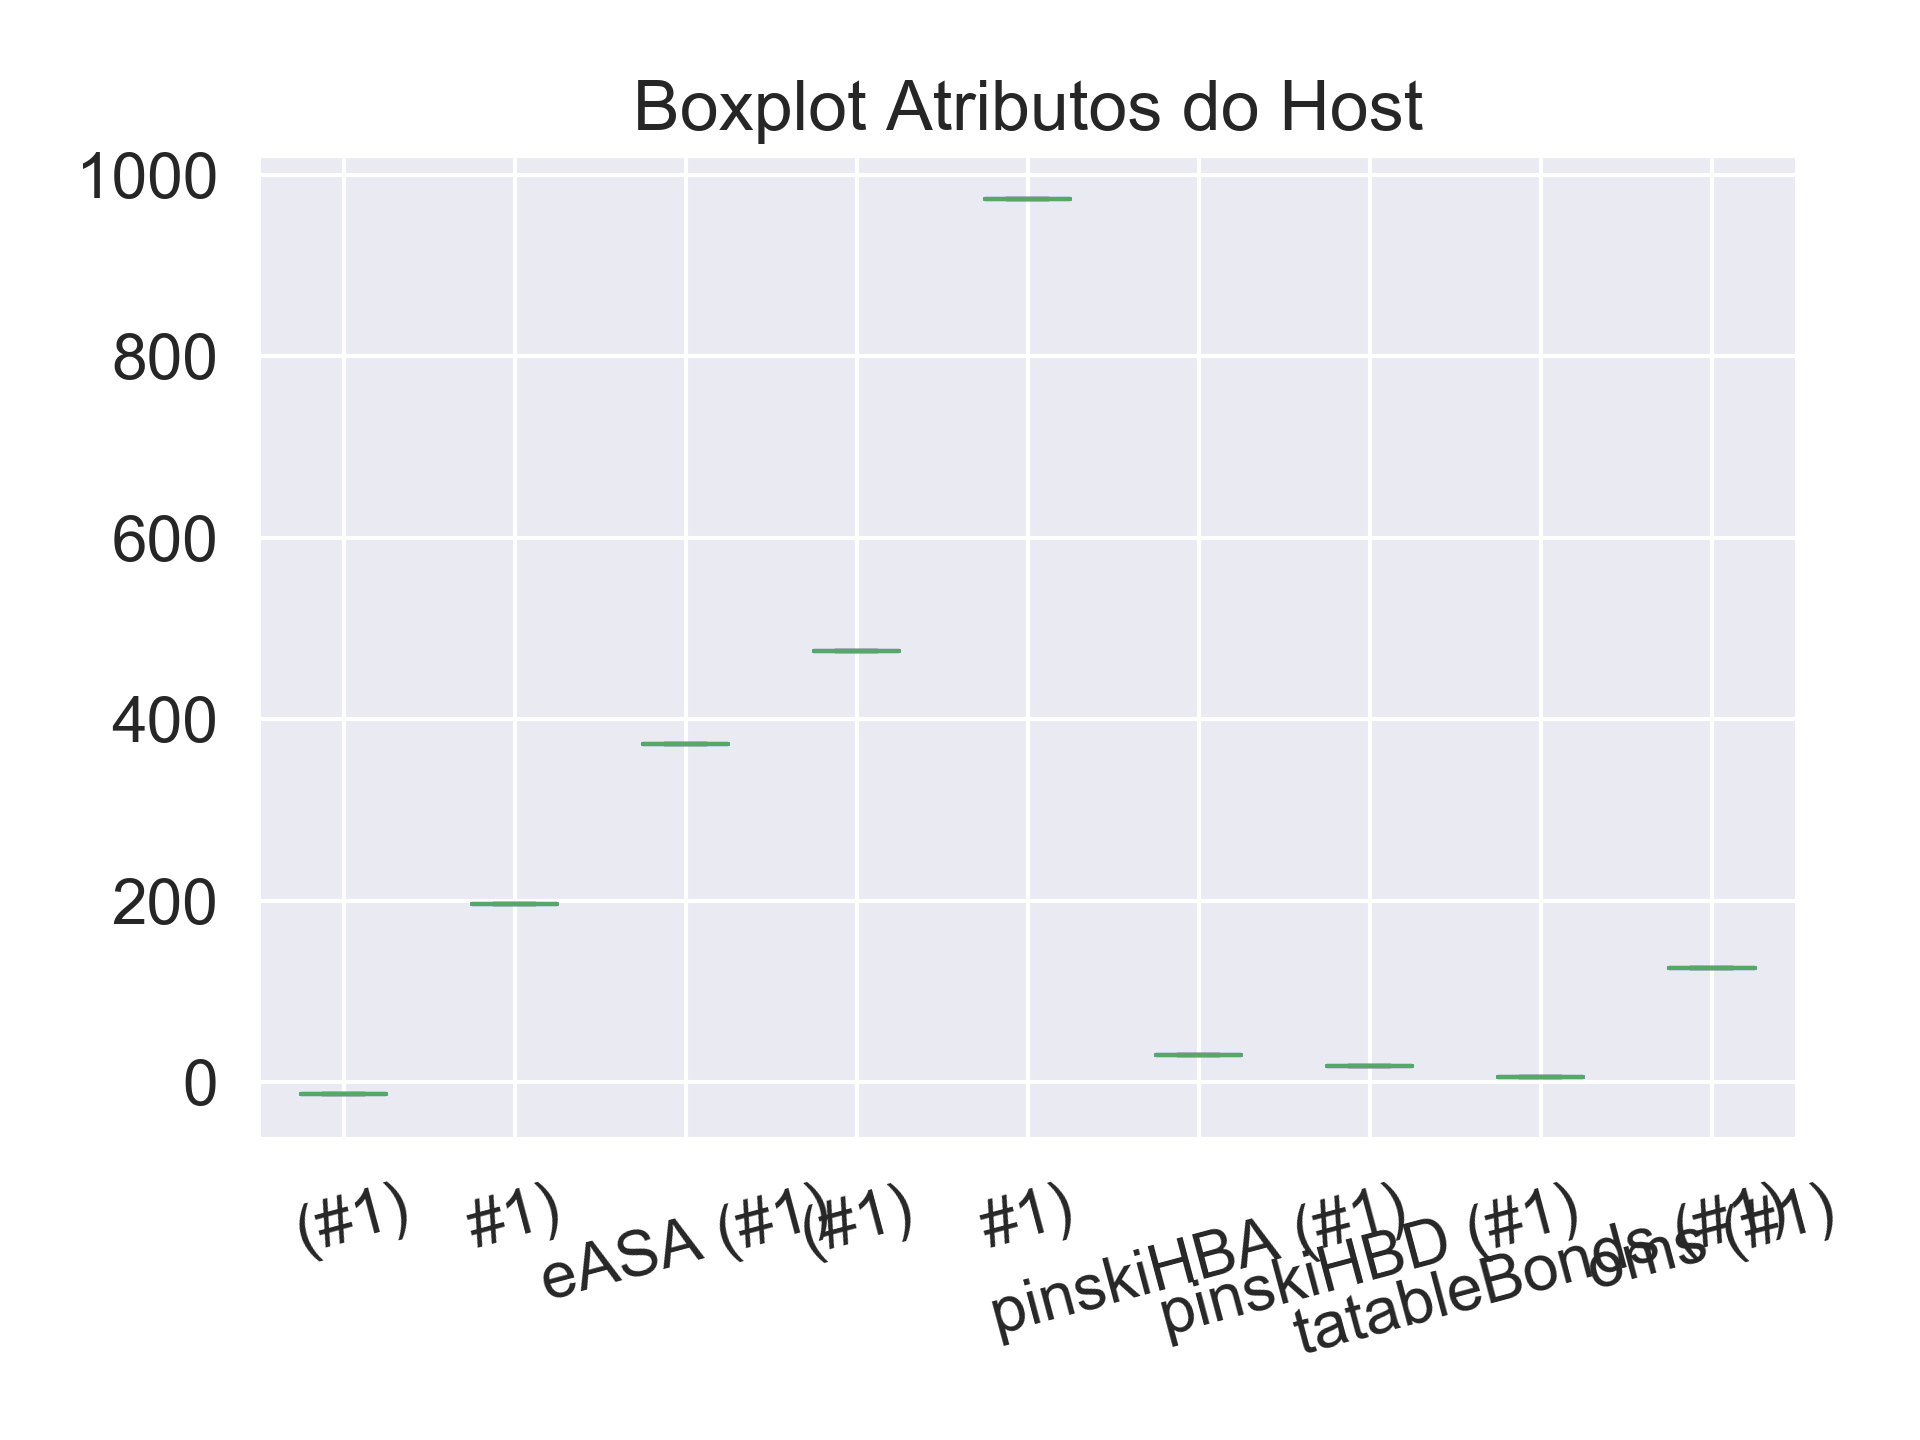 Boxplot Atributos do Host
1000
800
600
400
200
0
(#1)
#1)
eASA (#1)
(#1)
#1)
pinskiHBA (#1)
pinskiHBD (#1)
tatableBonds (#1)
oms (#1)